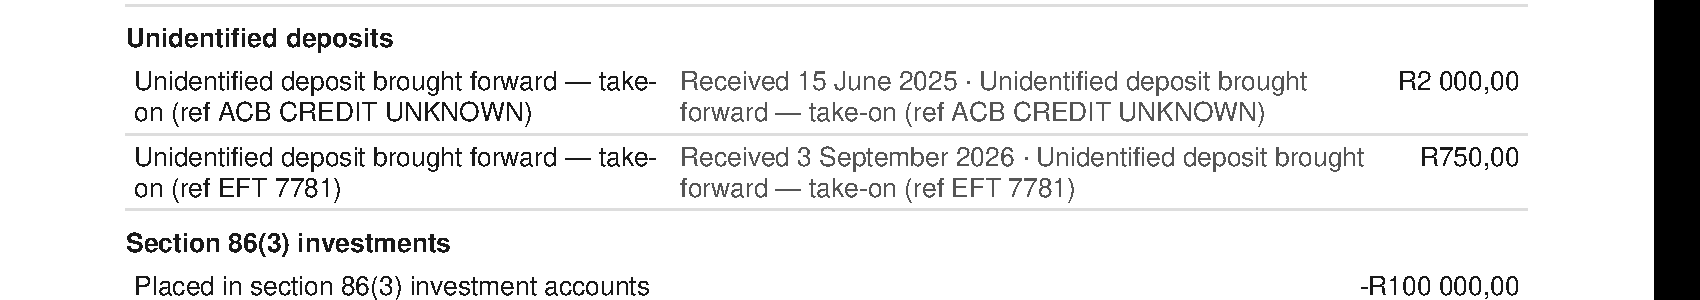 Unidentified deposits
Unidentified deposit brought forward — take- Received 15 June 2025 · Unidentified deposit brought R2 000,00
on (ref ACB CREDIT UNKNOWN) forward — take-on (ref ACB CREDIT UNKNOWN)
Unidentified deposit brought forward — take- Received 3 September 2026 · Unidentified deposit brought R750,00
on (ref EFT 7781) forward — take-on (ref EFT 7781)
Section 86(3) investments
Placed in section 86(3) investment accounts -R100 000,00